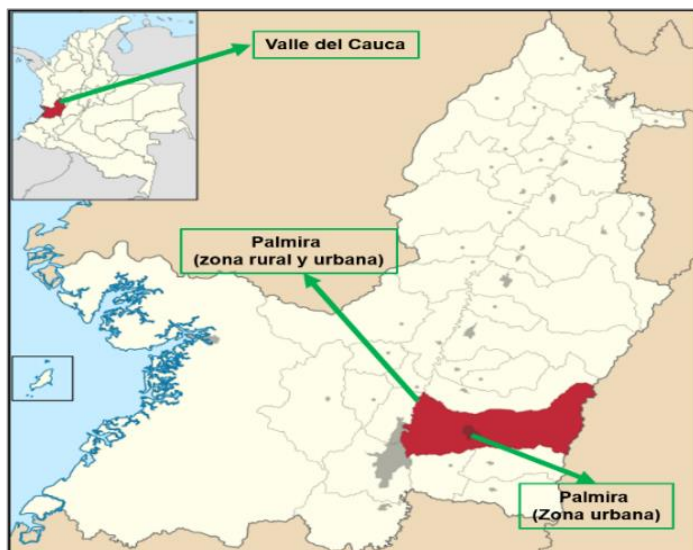 Valle del Cauca
Palmira
(zona rural y urbana)
Palmira
(Zona urbana)